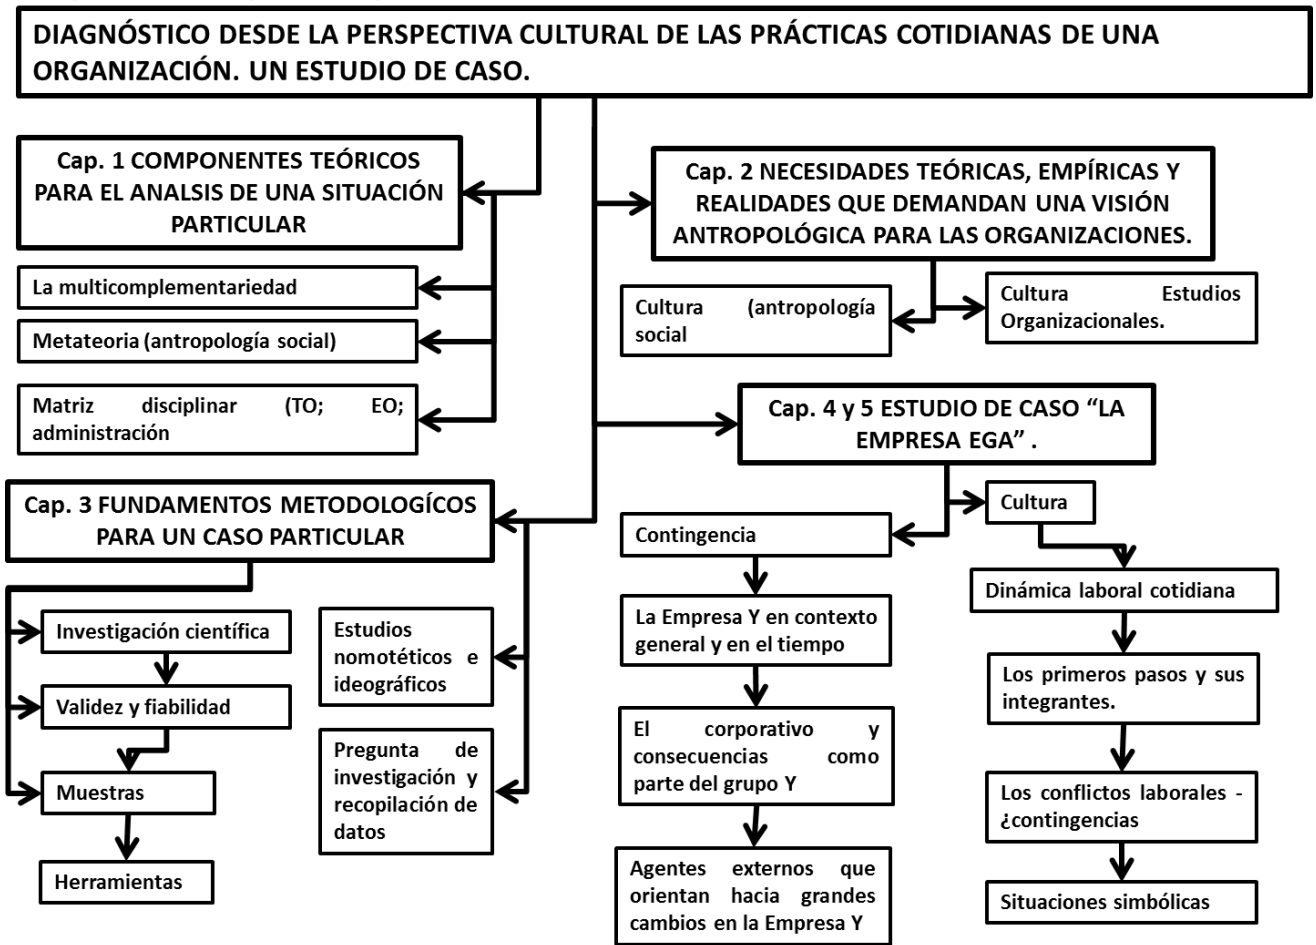 DIAGNÓSTICO DESDE LA PERSPECTIVA CULTURAL DE LAS PRÁCTICAS COTIDIANAS DE UNA
ORGANIZACIÓN. UN ESTUDIO DE CASO.
Cap. 1 COMPONENTES TEÓRICOS
PARA EL ANALSIS DE UNA SITUACIÓN
PARTICULAR
La multicomplementariedad
Metateoria (antropología social)
Matriz disciplinar (TO; EO;
administración
Cap. 2 NECESIDADES TEÓRICAS, EMPÍRICAS Y
REALIDADES QUE DEMANDAN UNA VISIÓN
ANTROPOLÓGICA PARA LAS ORGANIZACIONES.
Cultura (antropología
social
Cultura Estudios
Organizacionales.
Cap. 3 FUNDAMENTOS METODOLOGÍCOS
PARA UN CASO PARTICULAR
Investigación científica
Validez y fiabilidad
Muestras
Herramientas
Estudios
nomotéticos e
ideográficos
Pregunta de
investigación y
recopilación de
datos
Cap. 4 y 5 ESTUDIO DE CASO “LA
EMPRESA EGA” .
Contingencia
La Empresa Y en contexto
general y en el tiempo
El corporativo y
consecuencias como
parte del grupo Y
Agentes externos que
orientan hacia grandes
cambios en la Empresa Y
Cultura
Dinámica laboral cotidiana
Los primeros pasos y sus
integrantes.
Los conflictos laborales -
¿contingencias
Situaciones simbólicas